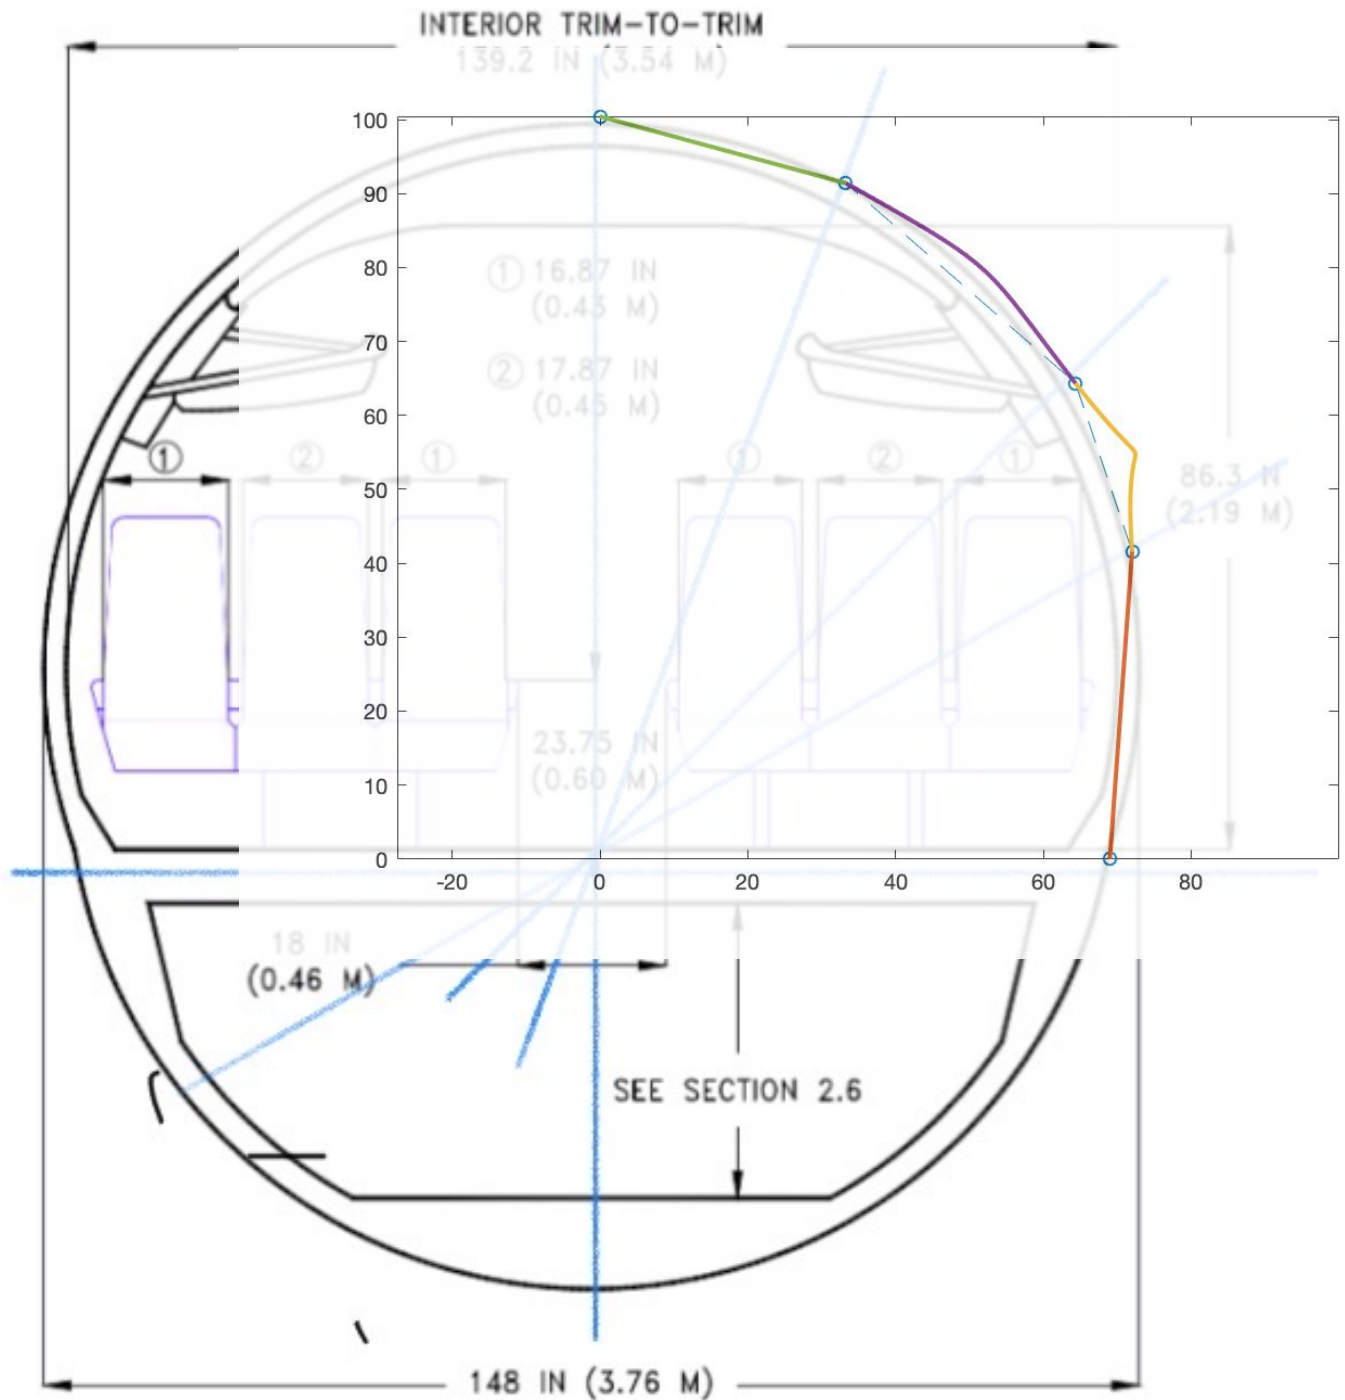 INTERIOR TRIM-TO-TRIM
139.2 IN (3.54 M)
100
90
80
70
60
50
40
30
20
10
0
-20 0 20 40 60 80
① 16.87 IN
(0.43 M)
② 17.87 IN
(0.45 M)
① ② ① ① ② ①
86.3 N
(2.19 M)
23.75 IN
(0.60 M)
18 IN
(0.46 M)
SEE SECTION 2.6
148 IN (3.76 M)